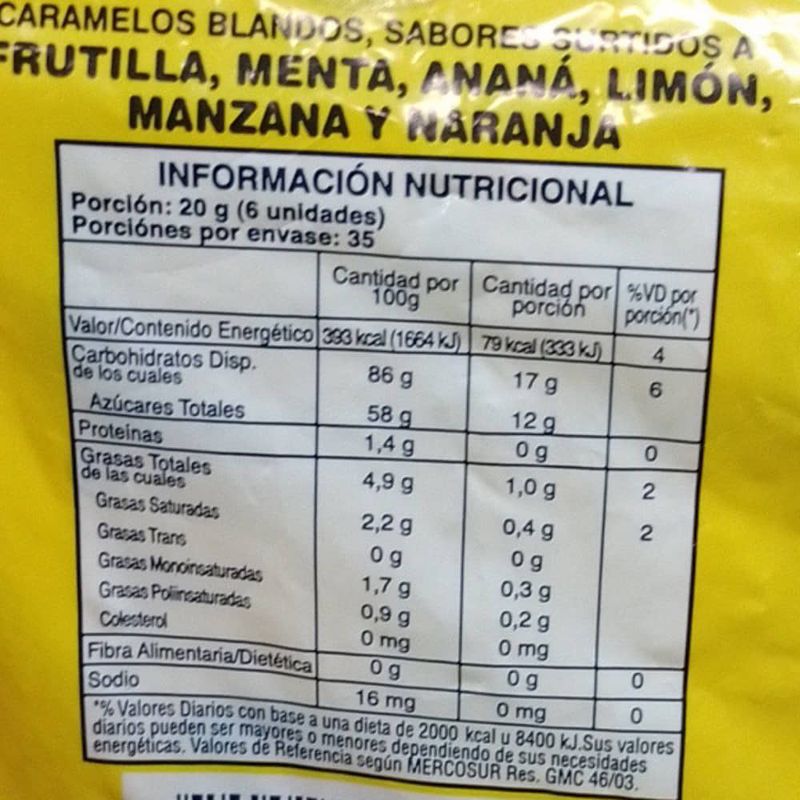 CARAMELOS BLANDOS, SABORES SURTIDOS A
FRUTILLA, MENTA, ANANÁ, LIMÓN,
MANZANA Y NARANJA
INFORMACIÓN NUTRICIONAL
Porción: 20 g (6 unidades)
Porciónes por envase: 35
Cantidad por 100g Cantidad por porción %VD por porción(*)
Valor/Contenido Energético 393 kcal (1664 kJ) 79 kcal (333 kJ) 4
Carbohidratos Disp. 86 g 17 g 6
de los cuales
Azúcares Totales 58 g 12 g
Proteínas 1,4 g 0 g 0
Grasas Totales 4,9 g 1,0 g 2
de las cuales
Grasas Saturadas 2,2 g 0,4 g 2
Grasas Trans 0 g 0 g
Grasas Monoinsaturadas 1,7 g 0,3 g
Grasas Poliinsaturadas 0,9 g 0,2 g
Colesterol 0 mg 0 mg
Fibra Alimentaria/Dietética 0 g 0 g 0
Sodio 16 mg 0 mg 0
*% Valores Diarios con base a una dieta de 2000 kcal u 8400 kJ.Sus valores
diarios pueden ser mayores o menores dependiendo de sus necesidades
energéticas. Valores de Referencia según MERCOSUR Res. GMC 46/03.